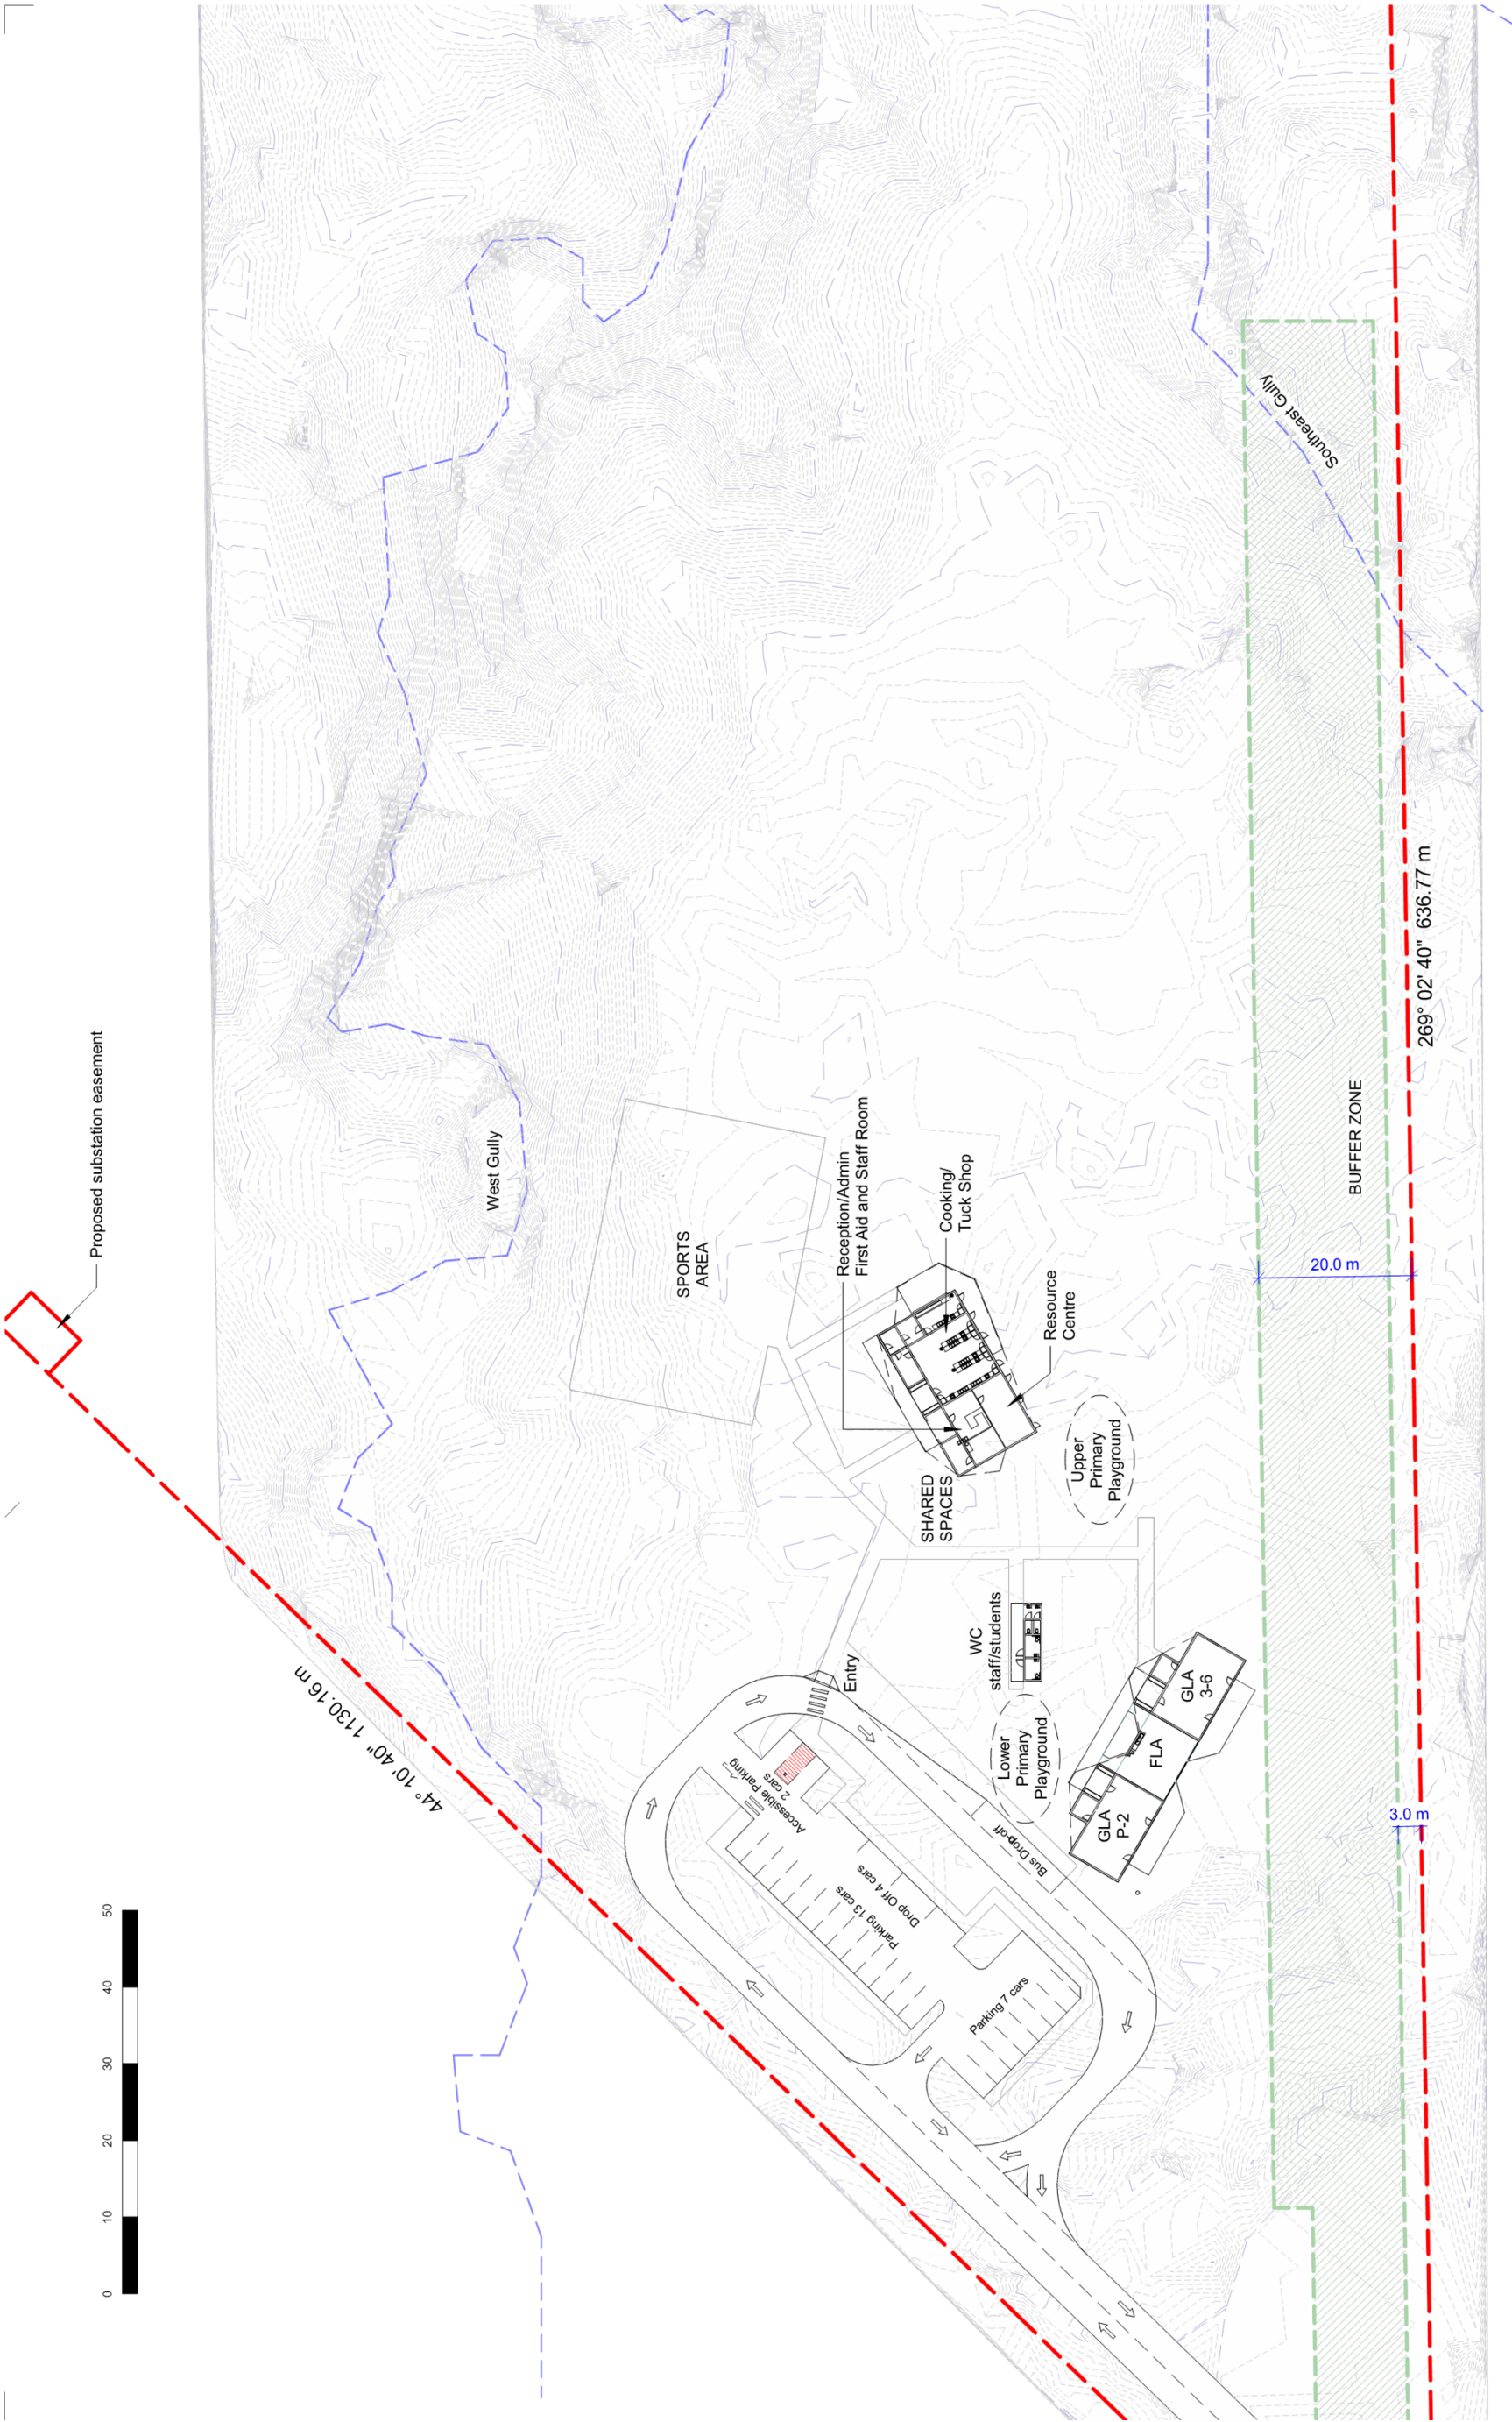 Proposed substation easement
44° 10' 40" 1130.16 m
West Gully
Southeast Gully
SPORTS
AREA
Reception/Admin
First Aid and Staff Room
Cooking/
Tuck Shop
Resource
Centre
SHARED
SPACES
Upper
Primary
Playground
WC
staff/students
Entry
Lower
Primary
Playground
GLA
3-6
FLA
GLA
P-2
Accessible Parking
2 cars
Drop Off 4 cars
Parking 13 cars
Parking 7 cars
Bus Drop-off
BUFFER ZONE
20.0 m
3.0 m
269° 02' 40" 636.77 m
0
10
20
30
40
50